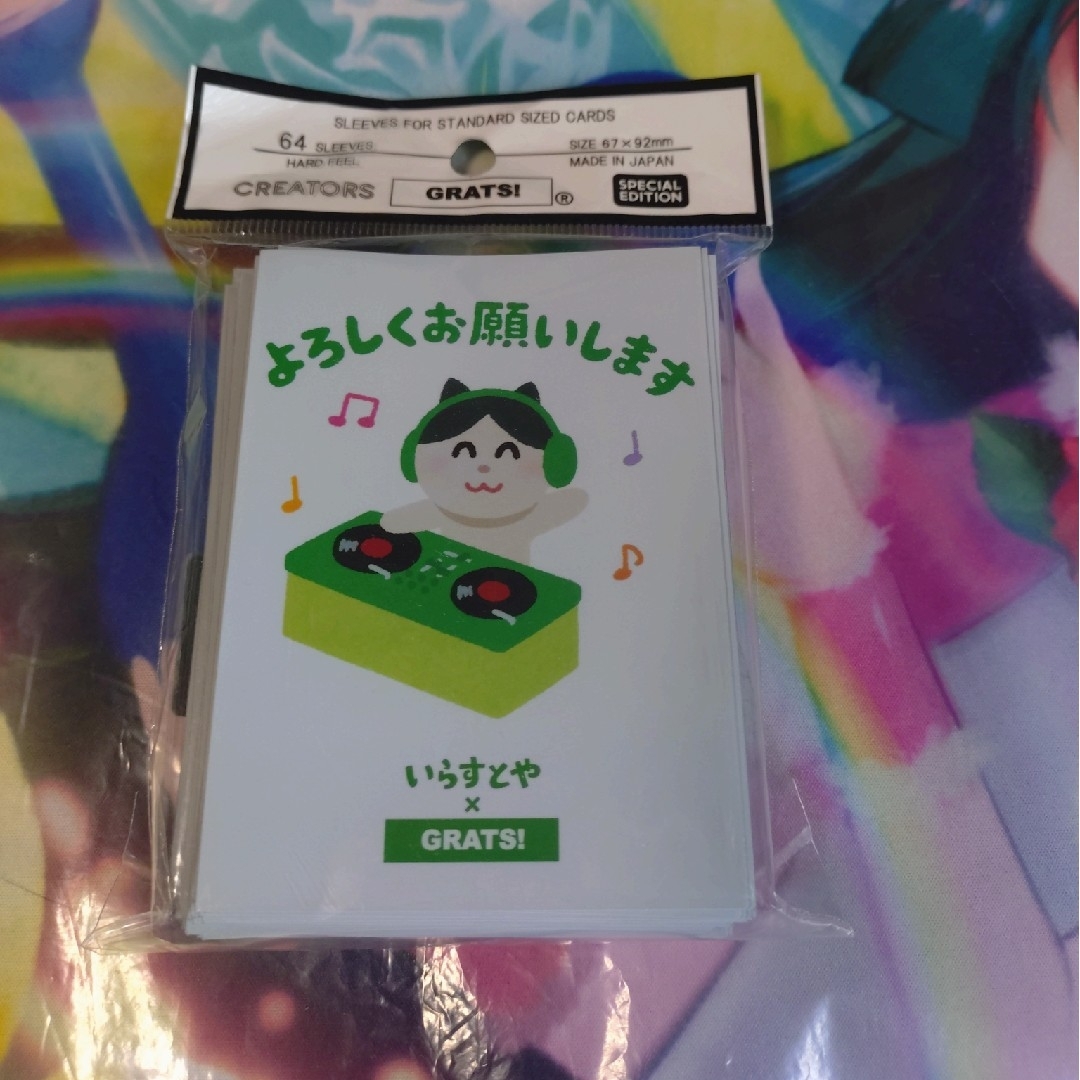 SLEEVES FOR STANDARD SIZED CARDS
64 SLEEVES
HARD FEEL
SIZE 67×92mm
MADE IN JAPAN
CREATORS
GRATS!
®
SPECIAL
EDITION
よろしくお願いします
いらすとや
×
GRATS!